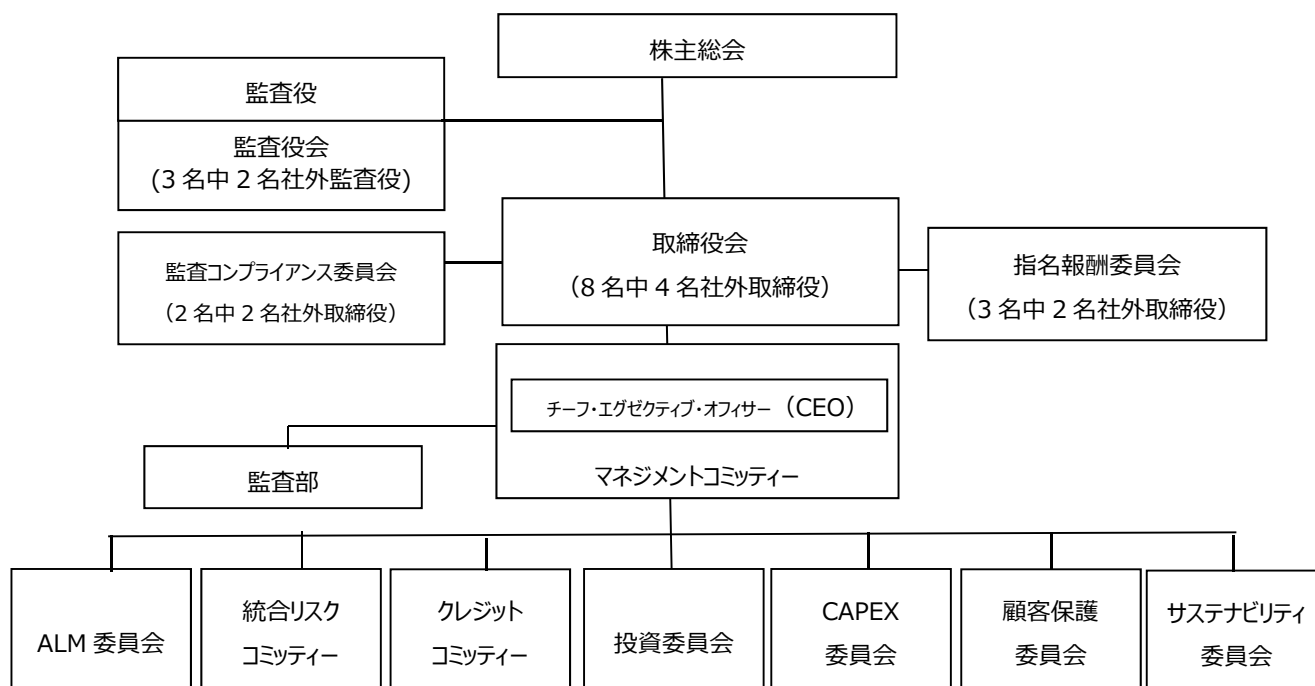 株主総会
監査役
監査役会
(3 名中 2 名社外監査役)
取締役会
（8 名中 4 名社外取締役）
監査コンプライアンス委員会
（2 名中 2 名社外取締役）
指名報酬委員会
（3 名中 2 名社外取締役）
チーフ・エグゼクティブ・オフィサー（CEO）
マネジメントコミッティー
監査部
ALM 委員会
統合リスク
コミッティー
クレジット
コミッティー
投資委員会
CAPEX
委員会
顧客保護
委員会
サステナビリティ
委員会